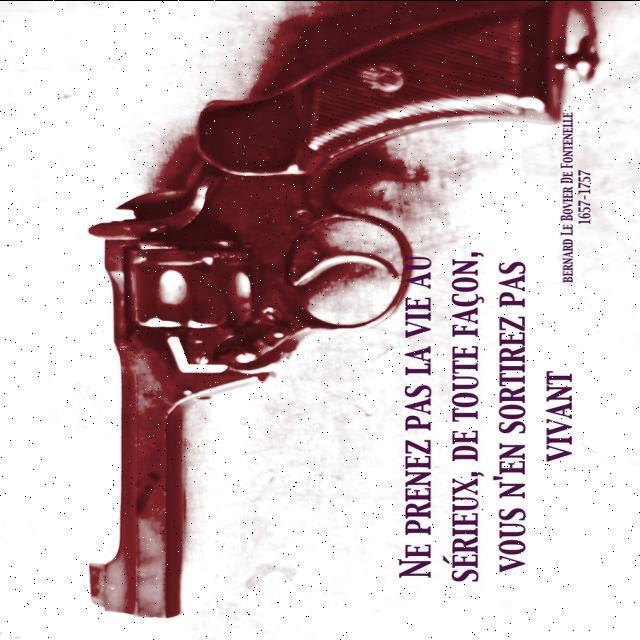 NE PRENEZ PAS LA VIE AU
SÉRIEUX, DE TOUTE FAÇON,
VOUS N'EN SORTIREZ PAS
VIVANT
BERNARD LE BOVIER DE FONTENELLE
1657-1757